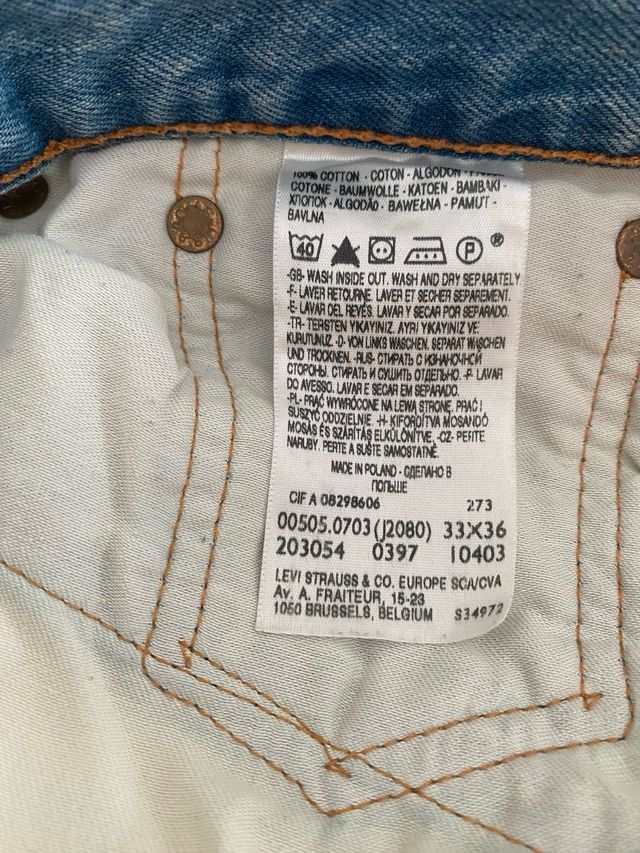 100% COTTON - COTON - ALGODON -
COTONE - BAUMWOLLE - KATOEN - BAMBAKI -
ХЛОПОК - ALGODÃO - BAWEŁNA - PAMUT -
BAVLNA
40 P ®
-GB- WASH INSIDE OUT. WASH AND DRY SEPARATELY
-F- LAVER RETOURNE. LAVER ET SECHER SEPAREMENT.
-E- LAVAR DEL REVÉS. LAVAR Y SECAR POR SEPARADO.
-TR- TERSTEN YIKAYINIZ. AYRI YIKAYINIZ VE
KURUTUNUZ. -D- VON LINKS WASCHEN. SEPARAT WASCHEN
UND TROCKNEN. -RUS- СТИРАТЬ С ИЗНАНОЧНОЙ
СТОРОНЫ. СТИРАТЬ И СУШИТЬ ОТДЕЛЬНО. -P- LAVAR
DO AVESSO. LAVAR E SECAR EM SEPARADO.
-PL- PRAĆ WYWRÓCONE NA LEWĄ STRONĘ. PRAĆ I
SUSZYĆ ODDZIELNIE. -H- KIFORDÍTVA MOSANDÓ
MOSÁS ÉS SZÁRÍTÁS ELKÜLÖNÍTVE. -CZ- PERTE
NARUBY. PERTE A SUŠTE SAMOSTATNĚ.
MADE IN POLAND - СДЕЛАНО В
ПОЛЬШЕ
CIF A 08298606 273
00505.0703 (J2080) 33X36
203054 0397 10403
LEVI STRAUSS & CO. EUROPE SCA/CVA
Av. A. FRAITEUR, 15-23
1050 BRUSSELS, BELGIUM S34972